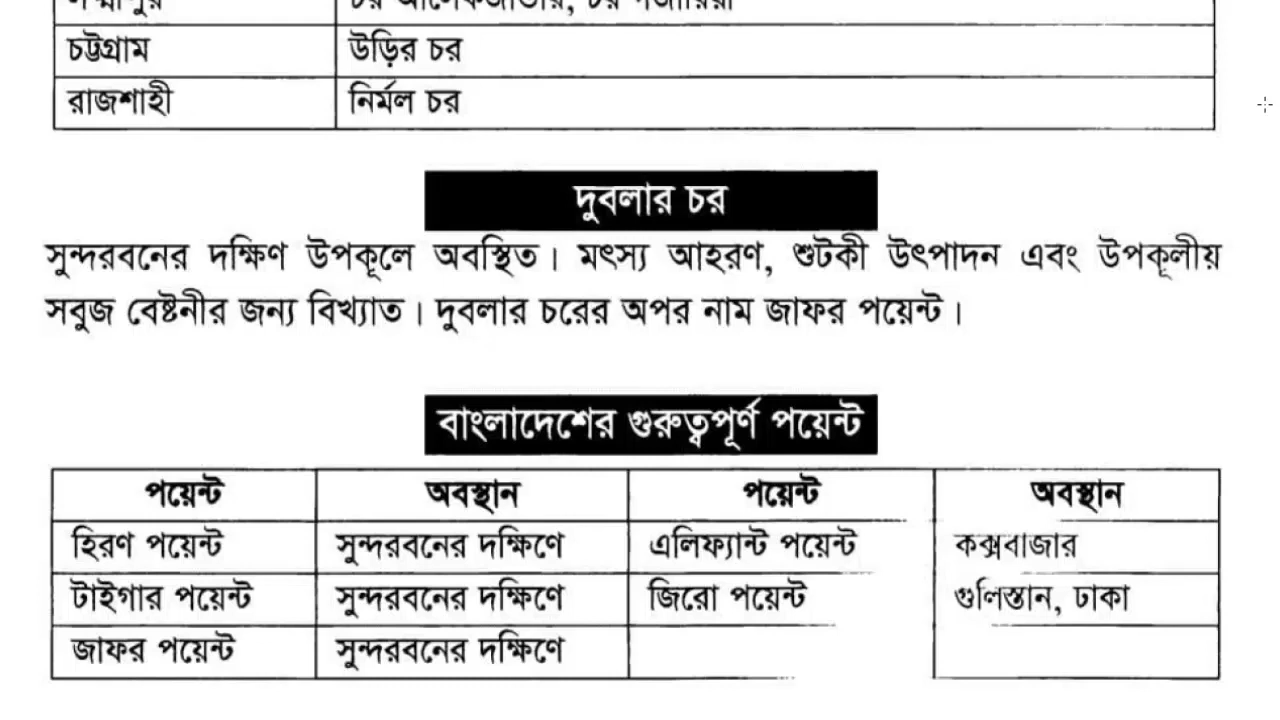 চট্টগ্রাম উড়ির চর
রাজশাহী নির্মল চর
দুবলার চর
সুন্দরবনের দক্ষিণ উপকূলে অবস্থিত। মৎস্য আহরণ, শুটকী উৎপাদন এবং উপকূলীয়
সবুজ বেষ্টনীর জন্য বিখ্যাত। দুবলার চরের অপর নাম জাফর পয়েন্ট।
বাংলাদেশের গুরুত্বপূর্ণ পয়েন্ট
পয়েন্ট অবস্থান পয়েন্ট অবস্থান
হিরণ পয়েন্ট সুন্দরবনের দক্ষিণে এলিফ্যান্ট পয়েন্ট কক্সবাজার
টাইগার পয়েন্ট সুন্দরবনের দক্ষিণে জিরো পয়েন্ট গুলিস্তান, ঢাকা
জাফর পয়েন্ট সুন্দরবনের দক্ষিণে